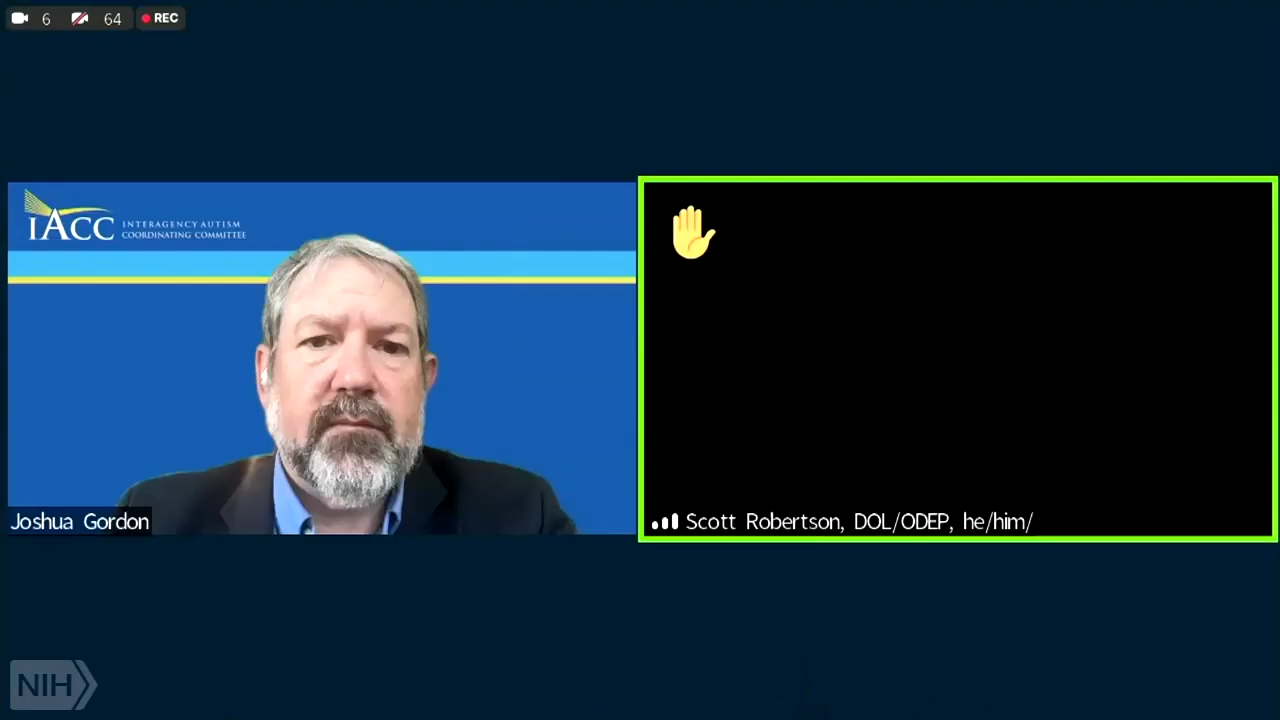 6 64 REC
IACC INTERAGENCY AUTISM
COORDINATING COMMITTEE
Joshua Gordon
Scott Robertson, DOL/ODEP, he/him/
NIH